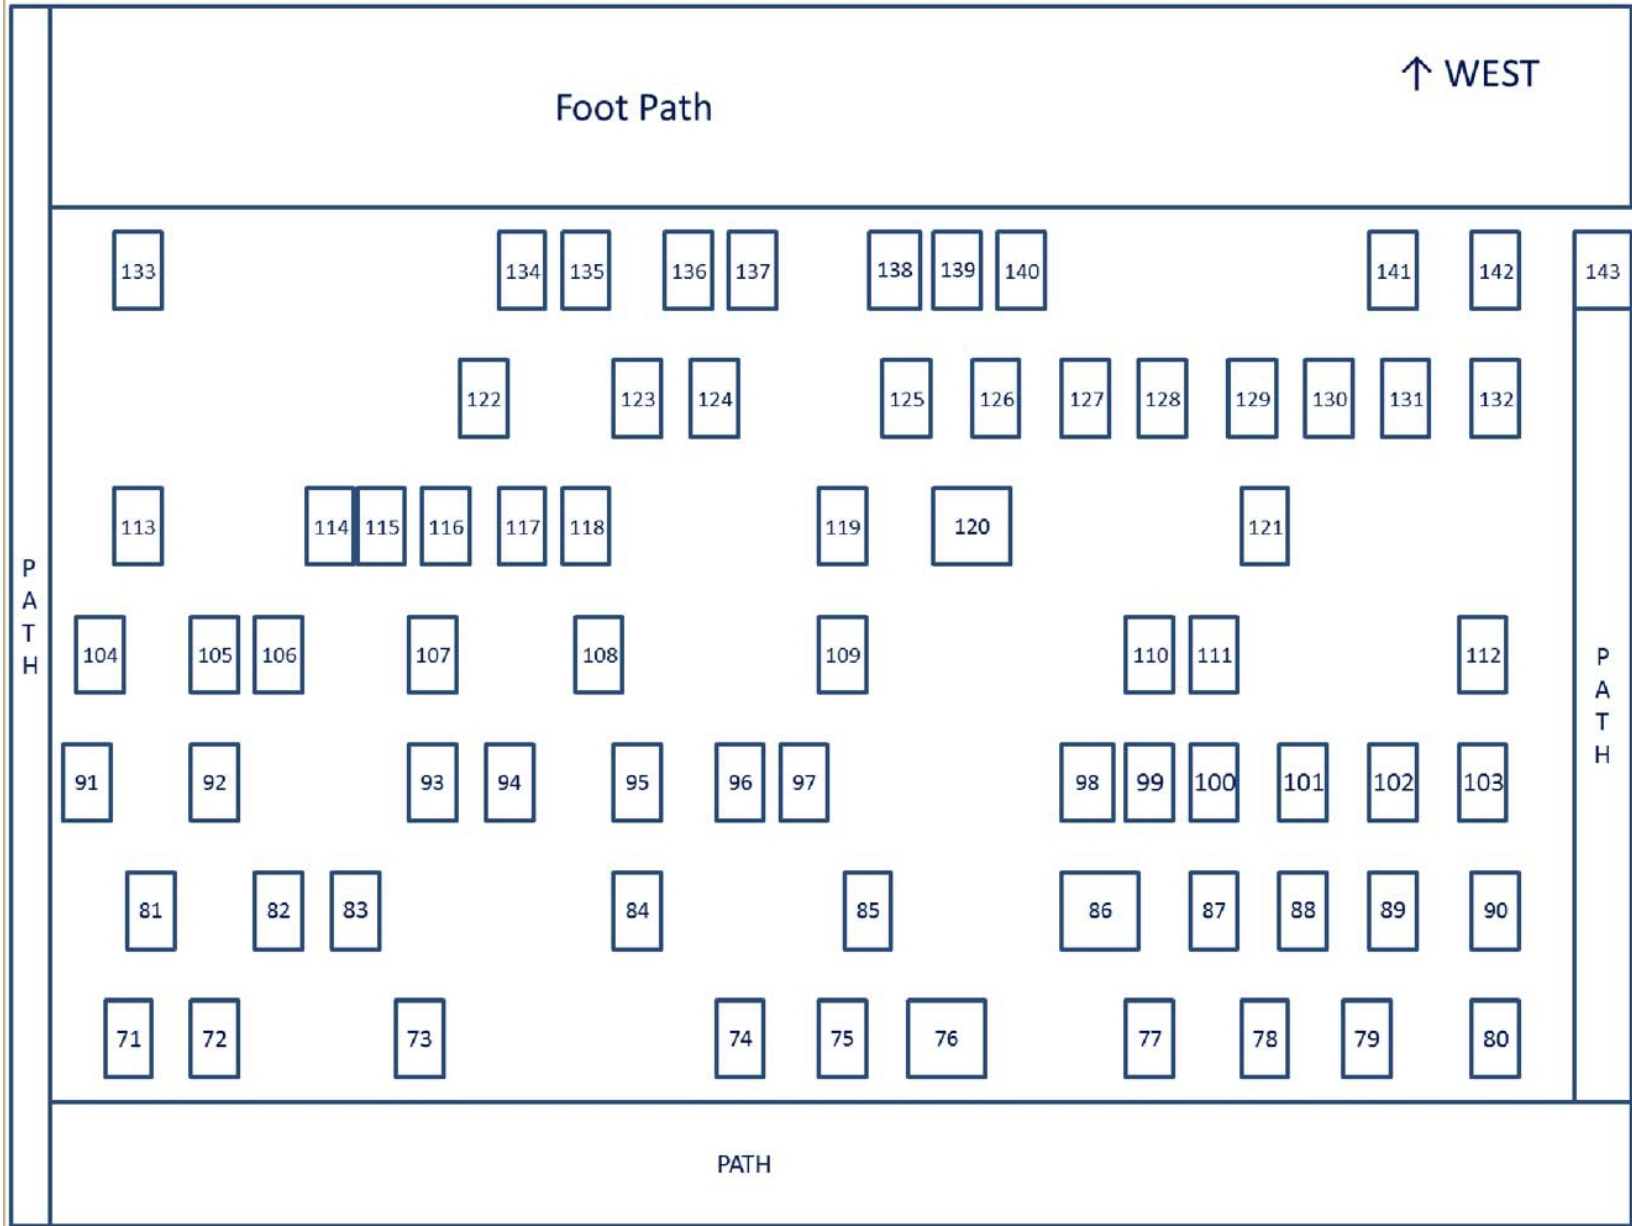 ↑ WEST
Foot Path
133 134 135 136 137 138 139 140 141 142 143
122 123 124 125 126 127 128 129 130 131 132
113 114 115 116 117 118 119 120 121
PATH
104 105 106 107 108 109 110 111 112
PATH
91 92 93 94 95 96 97 98 99 100 101 102 103
81 82 83 84 85 86 87 88 89 90
71 72 73 74 75 76 77 78 79 80
PATH